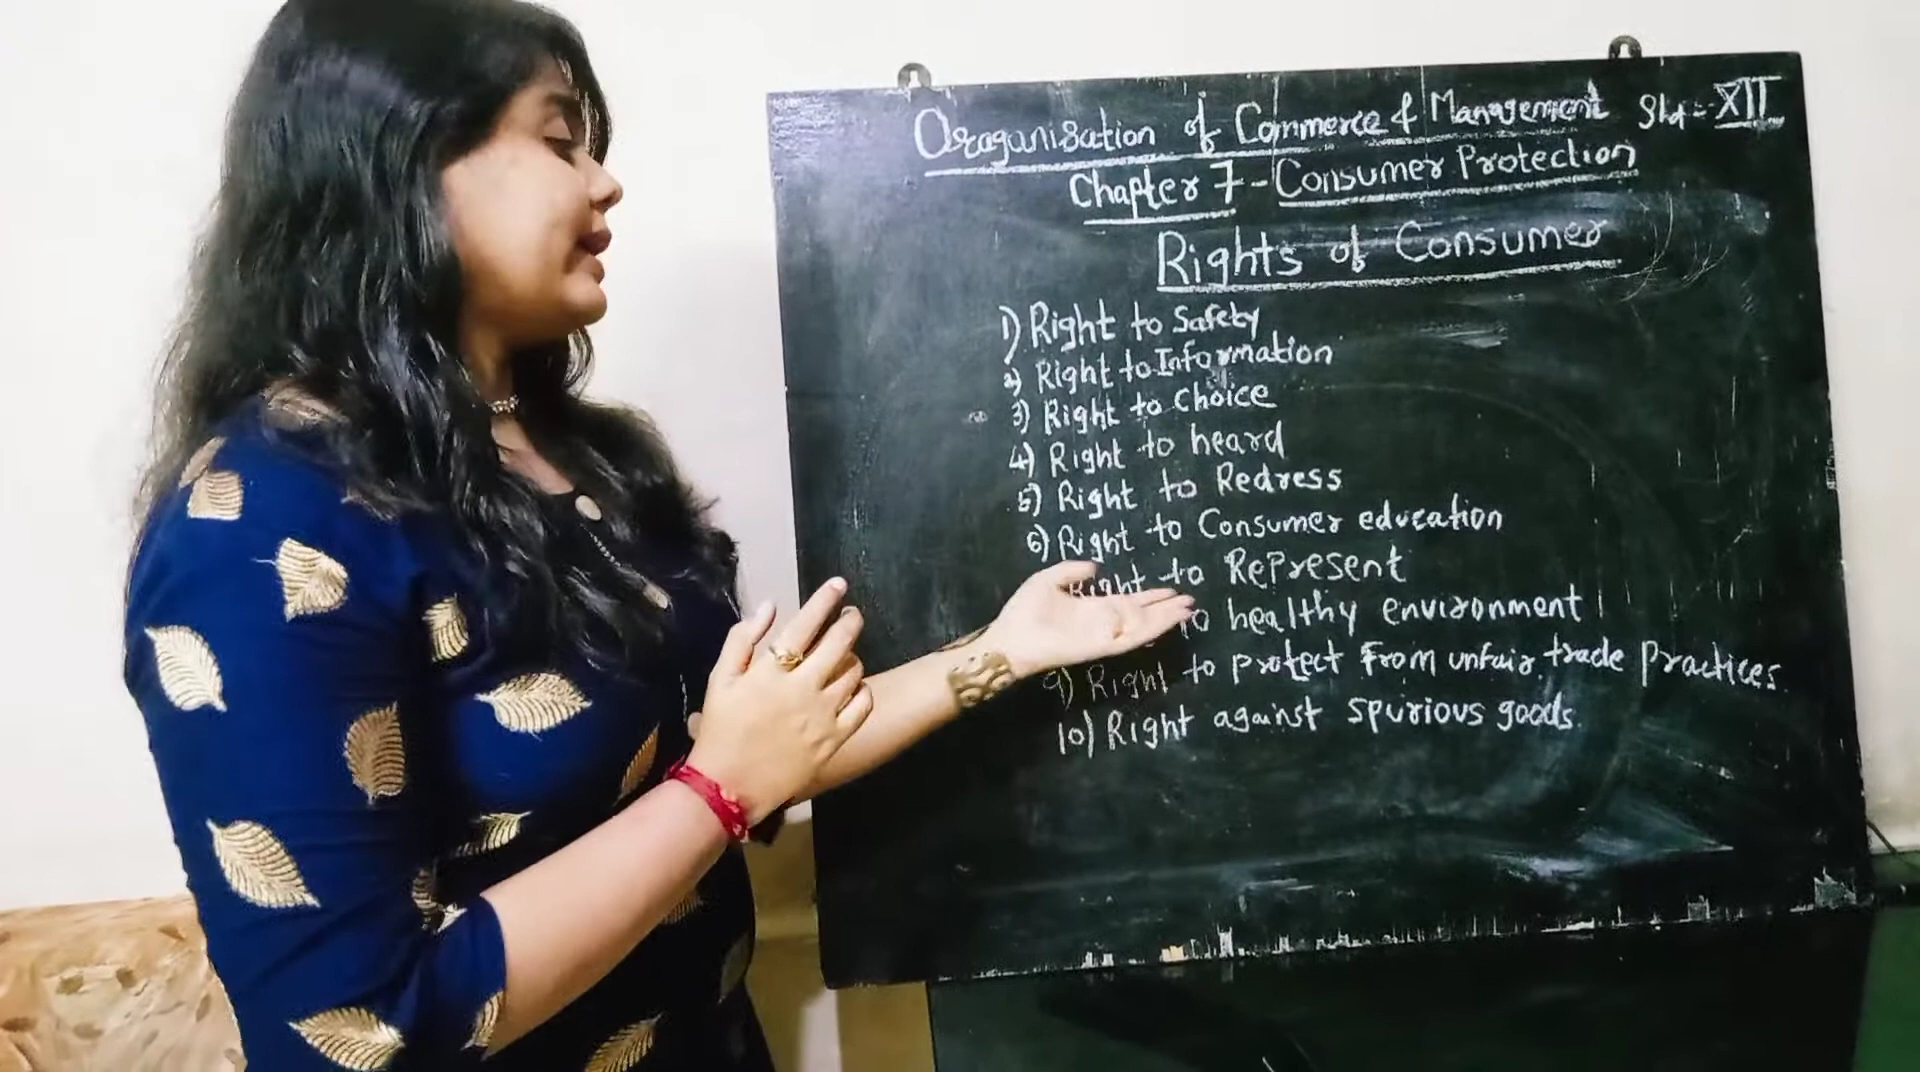 Oraganisation of Commerce & Management Std - XII
Chapter 7 - Consumer Protection
Rights of Consumer
1) Right to Safety
2) Right to Information
3) Right to choice
4) Right to heard
5) Right to Redress
6) Right to Consumer education
Right to Represent
to healthy environment
9) Right to protect from unfair trade practices.
10) Right against spurious goods.